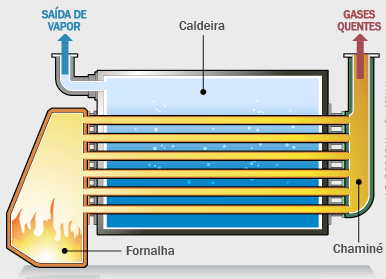 SAÍDA DE
VAPOR
Caldeira
GASES
QUENTES
Fornalha
Chaminé